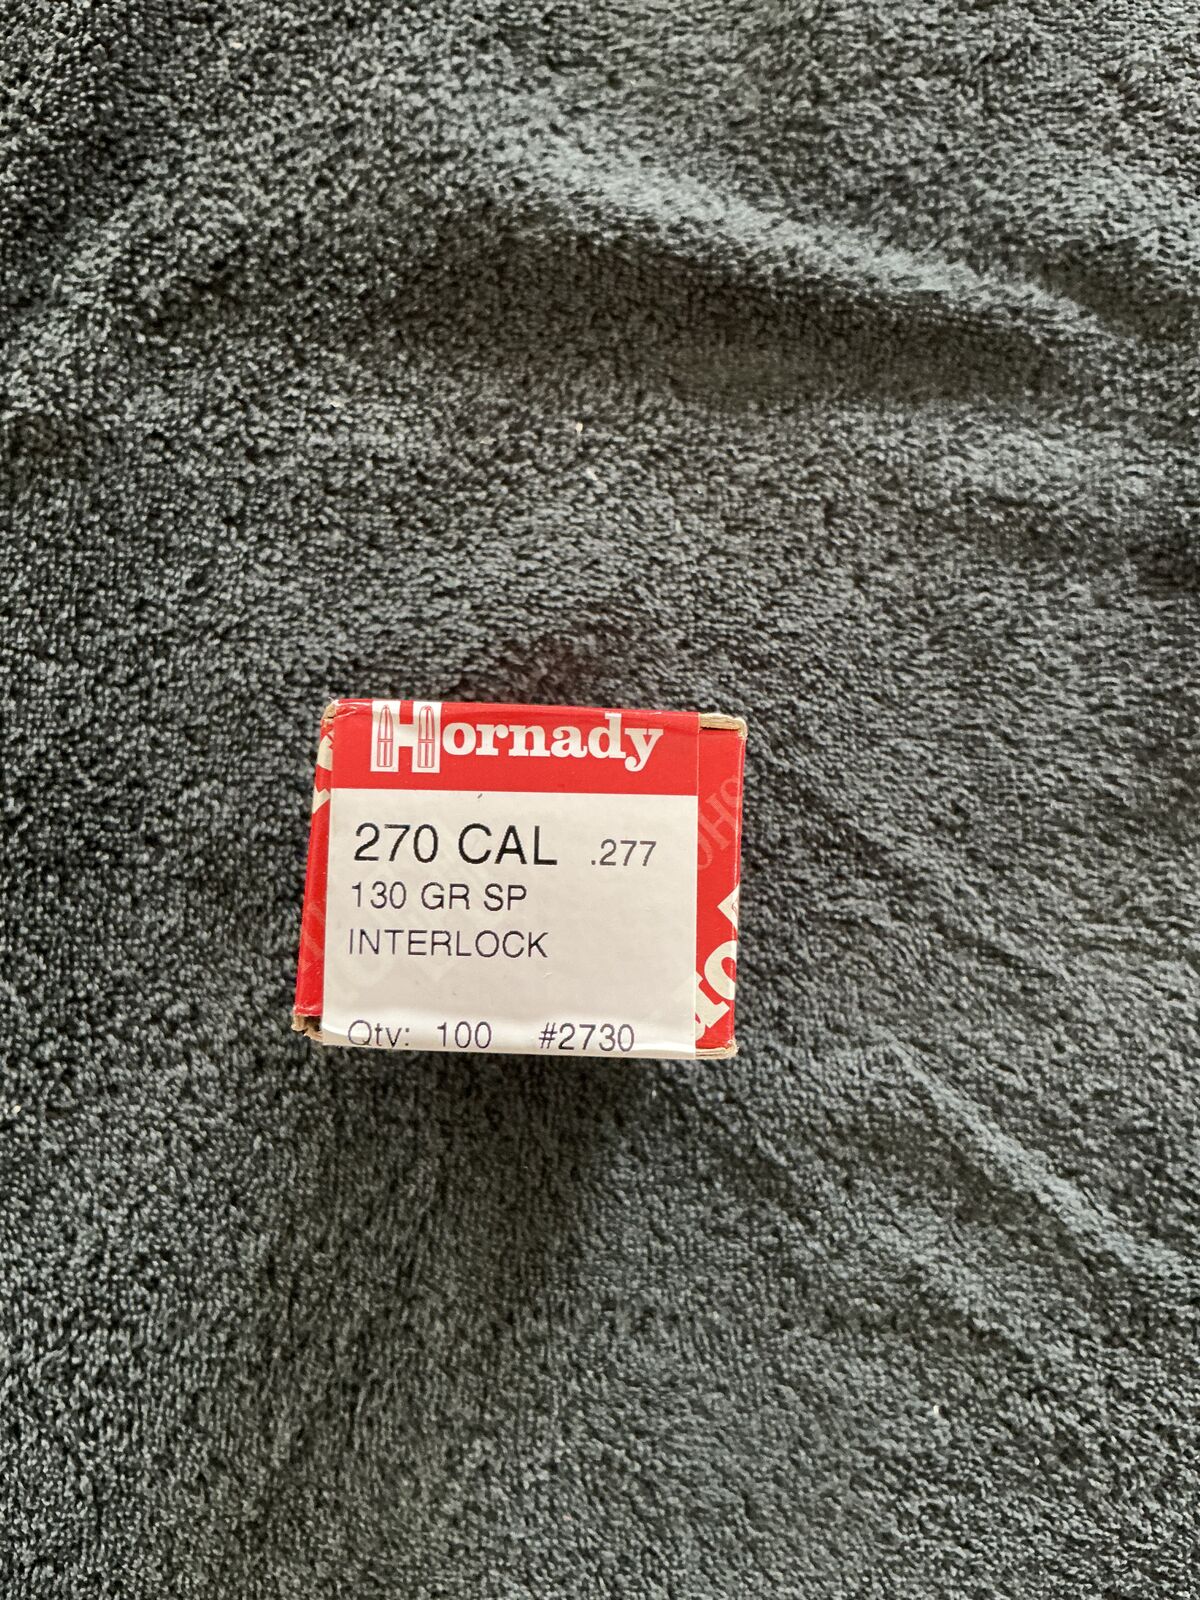 Hornady
270 CAL .277
130 GR SP
INTERLOCK
Qty: 100 #2730